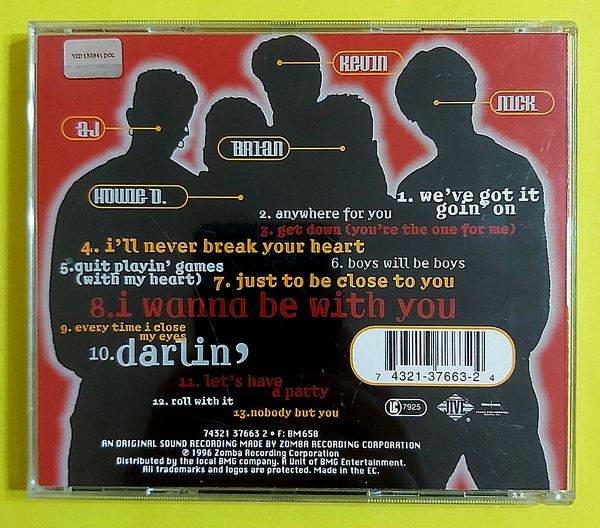 KEVIN
NICK
AJ
BRIAN
HOWIE D.
1. we've got it
goin' on
2. anywhere for you
3. get down (you're the one for me)
4. i'll never break your heart
5.quit playin' games
(with my heart)
6. boys will be boys
7. just to be close to you
8.i wanna be with you
9. every time i close
my eyes
10.darlin'
11. let's have
a party
12. roll with it
13.nobody but you
7 4321-37663-2 4
LC 7925
JIVE
74321 37663 2 • F: BM650
AN ORIGINAL SOUND RECORDING MADE BY ZOMBA RECORDING CORPORATION
℗ 1996 Zomba Recording Corporation
Distributed by the local BMG company. A Unit of BMG Entertainment.
All trademarks and logos are protected. Made in the EC.